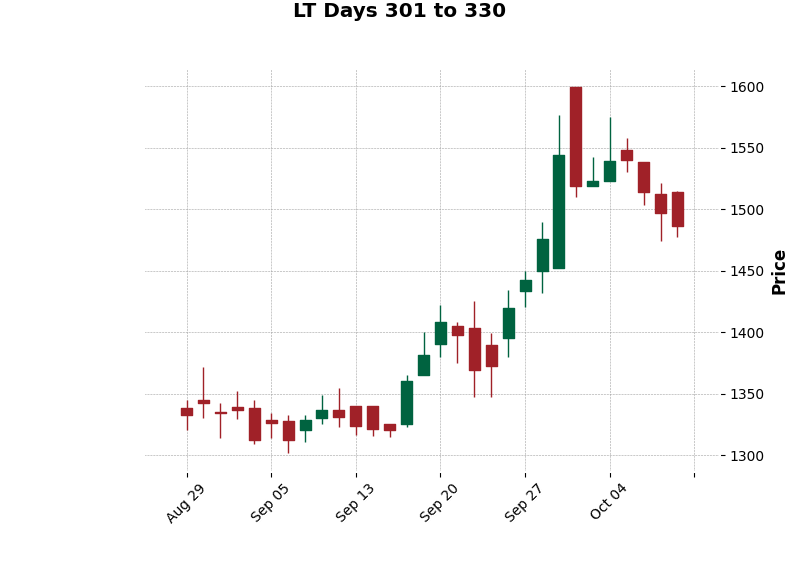 LT Days 301 to 330
1600
1550
1500
1450
1400
1350
1300
Price
Aug 29
Sep 05
Sep 13
Sep 20
Sep 27
Oct 04